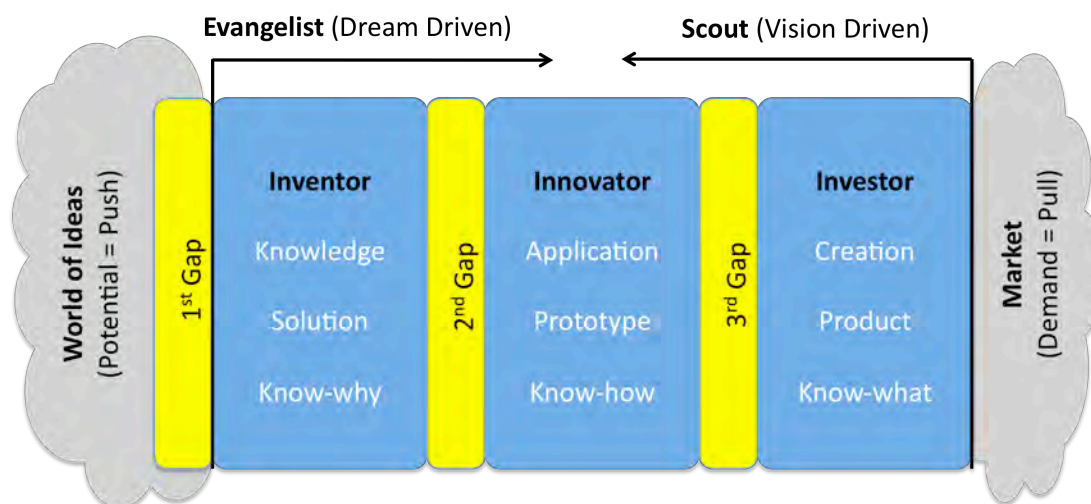 Evangelist (Dream Driven)
Scout (Vision Driven)
World of Ideas
(Potential = Push)
1st Gap
Inventor
Knowledge
Solution
Know-why
2nd Gap
Innovator
Application
Prototype
Know-how
3rd Gap
Investor
Creation
Product
Know-what
Market
(Demand = Pull)